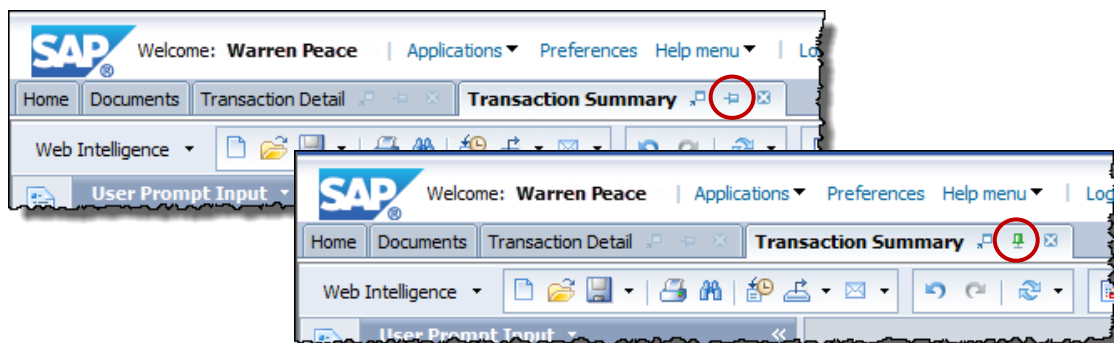 SAP ® Welcome: Warren Peace | Applications Preferences Help menu | Lo
Home Documents Transaction Detail Transaction Summary
Web Intelligence
User Prompt Input
SAP ® Welcome: Warren Peace | Applications Preferences Help menu | Log
Home Documents Transaction Detail Transaction Summary
Web Intelligence
User Prompt Input